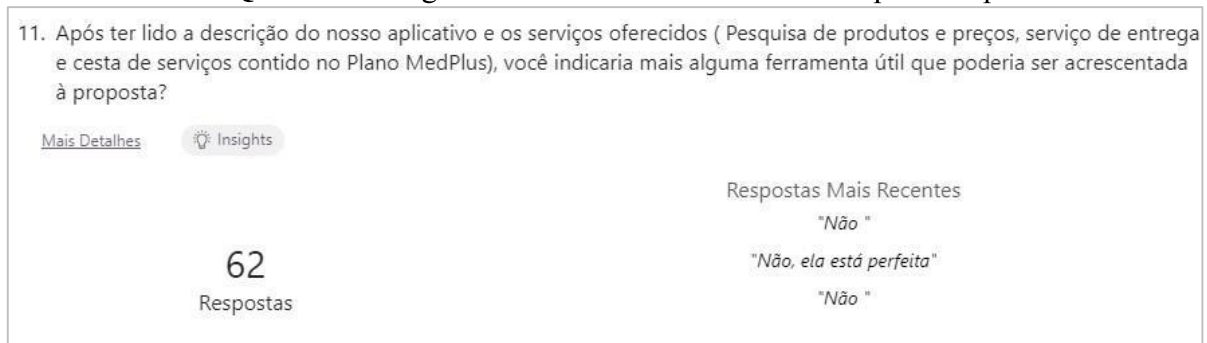 11. Após ter lido a descrição do nosso aplicativo e os serviços oferecidos ( Pesquisa de produtos e preços, serviço de entrega
e cesta de serviços contido no Plano MedPlus), você indicaria mais alguma ferramenta útil que poderia ser acrescentada
à proposta?
Mais Detalhes Insights
Respostas Mais Recentes
"Não "
62
"Não, ela está perfeita"
Respostas
"Não "